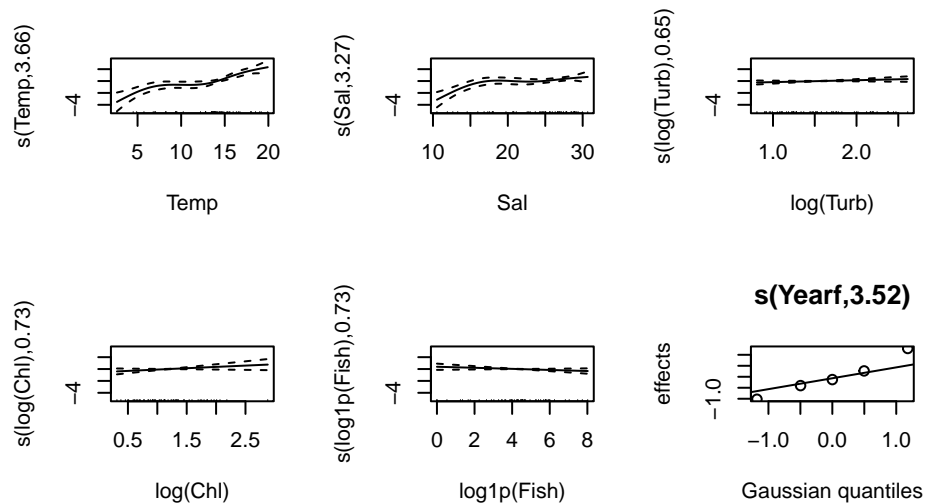 s(Temp,3.66)
−4
5 10 15 20
Temp
s(Sal,3.27)
−4
10 20 30
Sal
s(log(Turb),0.65)
−4
1.0 2.0
log(Turb)
s(log(Chl),0.73)
−4
0.5 1.5 2.5
log(Chl)
s(log1p(Fish),0.73)
−4
0 2 4 6 8
log1p(Fish)
s(Yearf,3.52)
effects
−1.0
−1.0 0.0 1.0
Gaussian quantiles